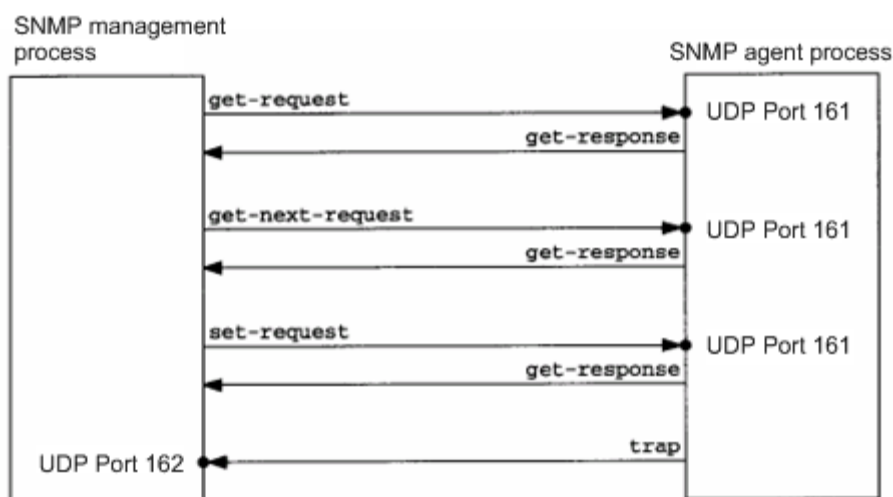 SNMP management
process
SNMP agent process
get-request
UDP Port 161
get-response
get-next-request
UDP Port 161
get-response
set-request
UDP Port 161
get-response
trap
UDP Port 162